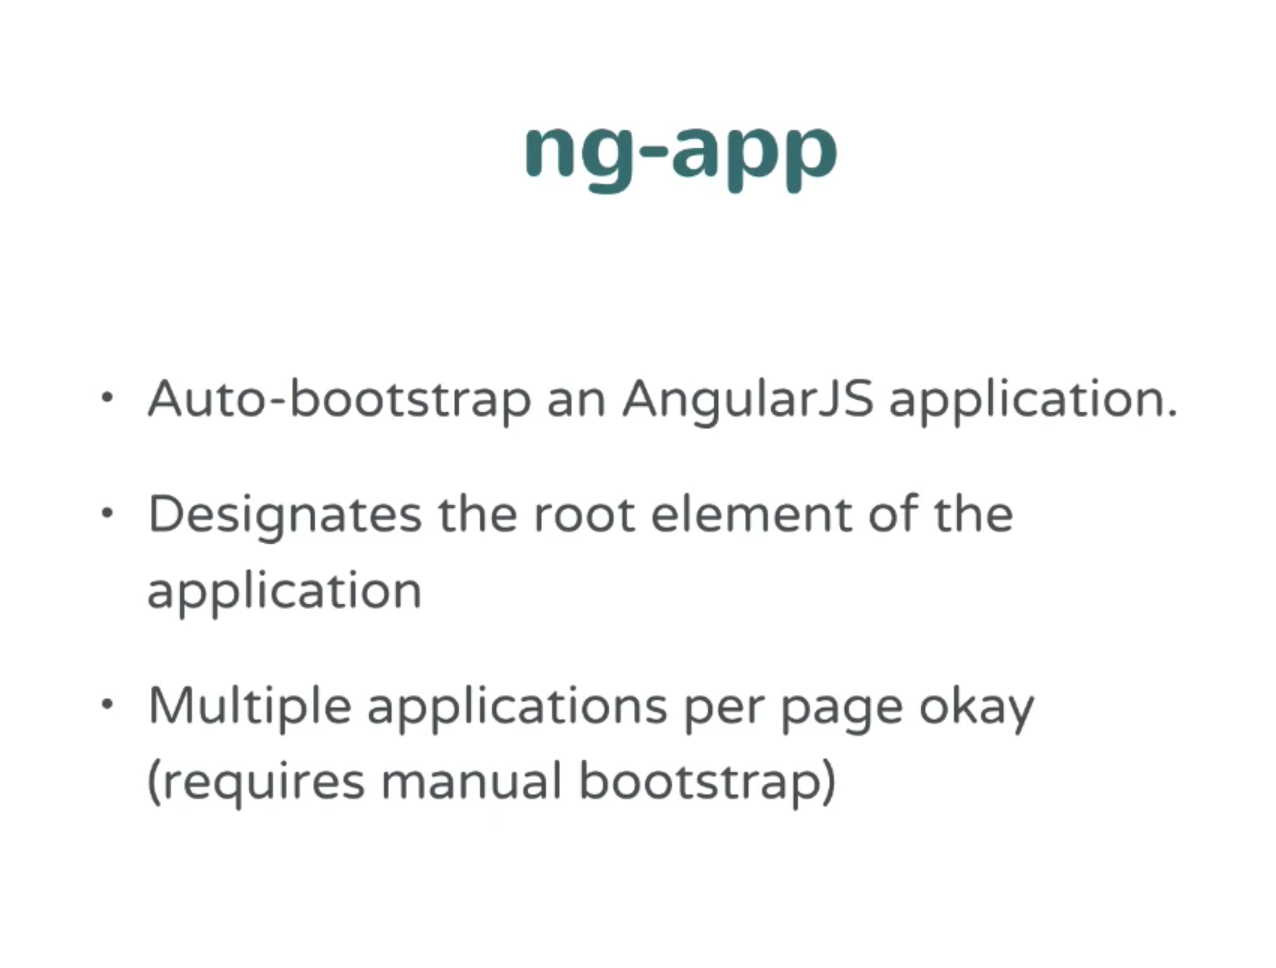 ng-app
• Auto-bootstrap an AngularJS application.
• Designates the root element of the
application
• Multiple applications per page okay
(requires manual bootstrap)